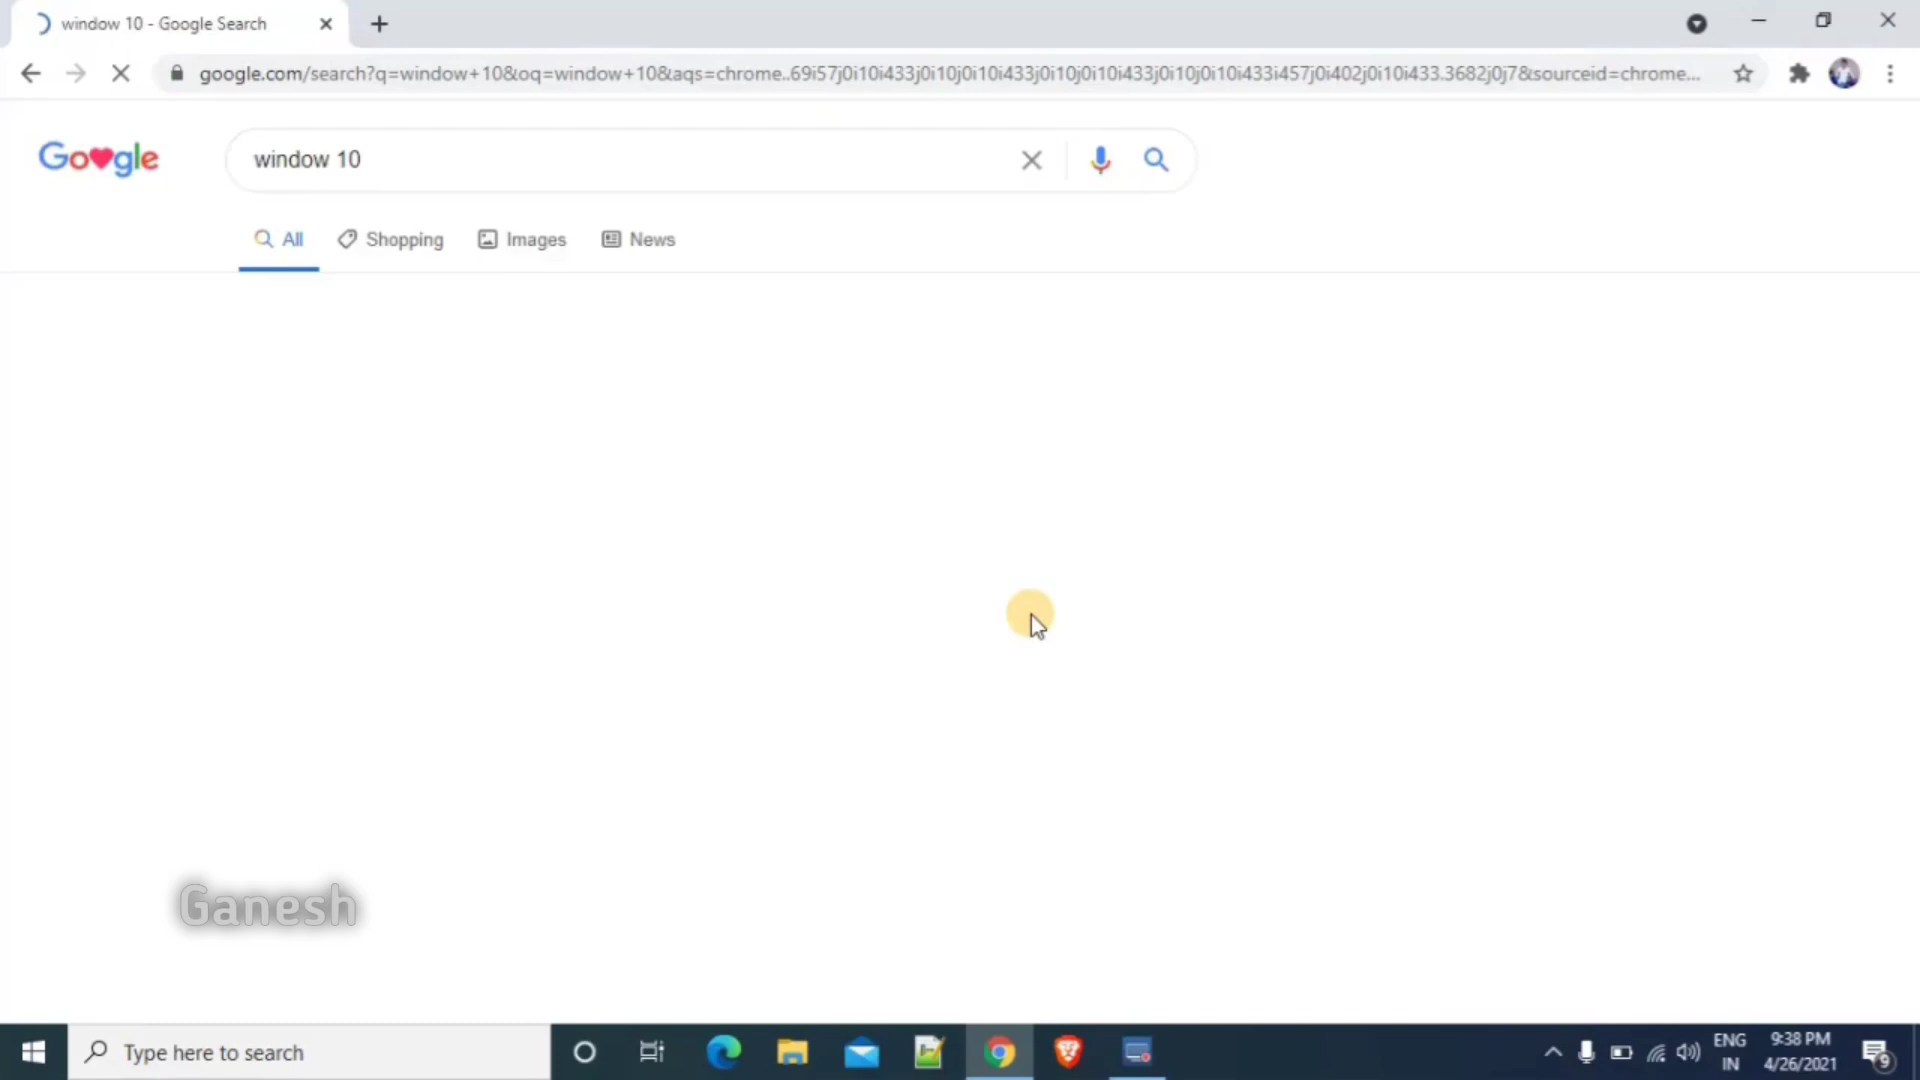 window 10 - Google Search
google.com/search?q=window+10&oq=window+10&aqs=chrome..69i57j0i10i433j0i10j0i10i433j0i10j0i10i433j0i10j0i10i433i457j0i402j0i10i433.3682j0j7&sourceid=chrome...
Google
window 10
All
Shopping
Images
News
Ganesh
Type here to search
ENG
IN
9:38 PM
4/26/2021
9